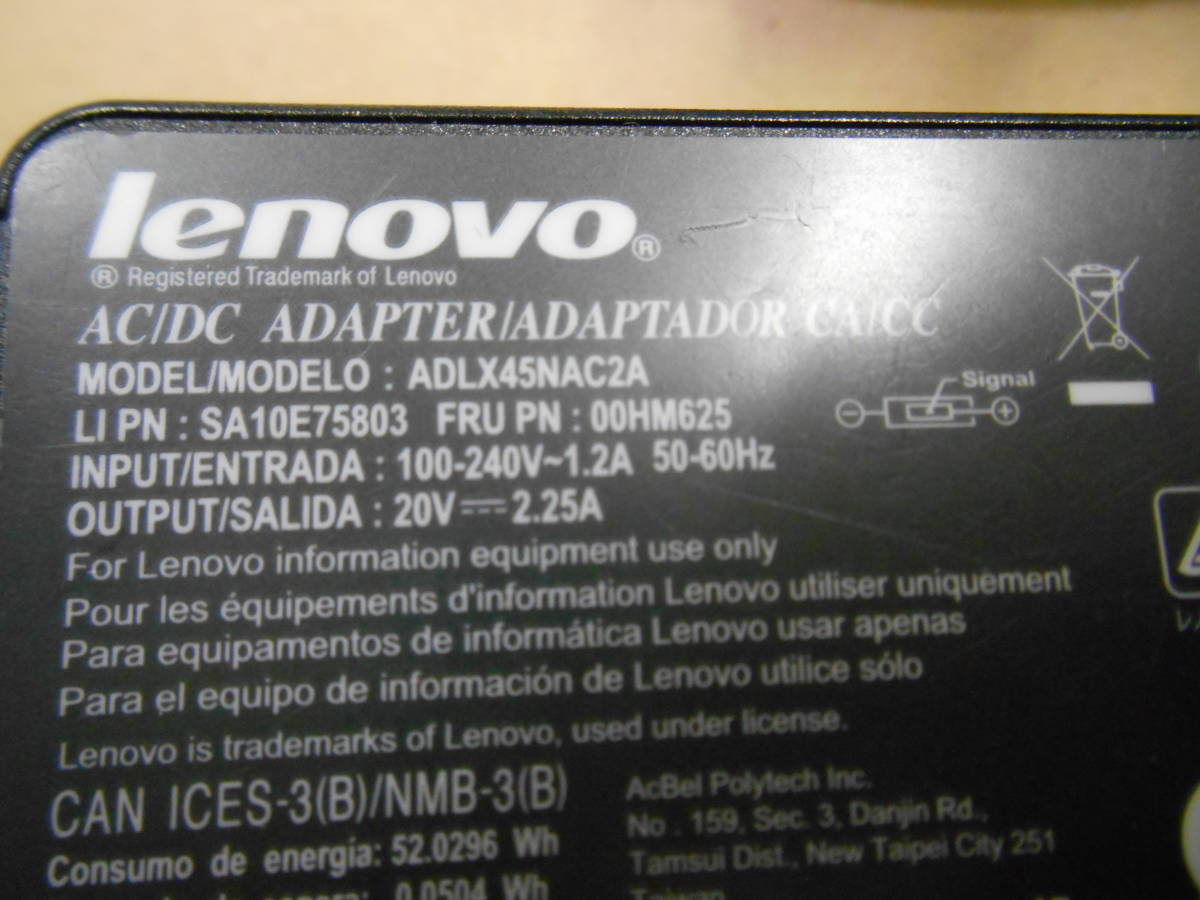 lenovo®
® Registered Trademark of Lenovo
AC/DC ADAPTER/ADAPTADOR CA/CC
MODEL/MODELO : ADLX45NAC2A
Signal
LI PN : SA10E75803 FRU PN : 00HM625
INPUT/ENTRADA : 100-240V~1.2A 50-60Hz
OUTPUT/SALIDA : 20V⎓2.25A
For Lenovo information equipment use only
Pour les équipements d'information Lenovo utiliser uniquement
Para equipamentos de informática Lenovo usar apenas
Para el equipo de información de Lenovo utilice sólo
Lenovo is trademarks of Lenovo, used under license.
CAN ICES-3(B)/NMB-3(B)
Consumo de energía: 52.0296 Wh
0.0504 Wh
AcBel Polytech Inc.
No . 159, Sec. 3, Danjin Rd.,
Tamsui Dist., New Taipei City 251
Taiwan